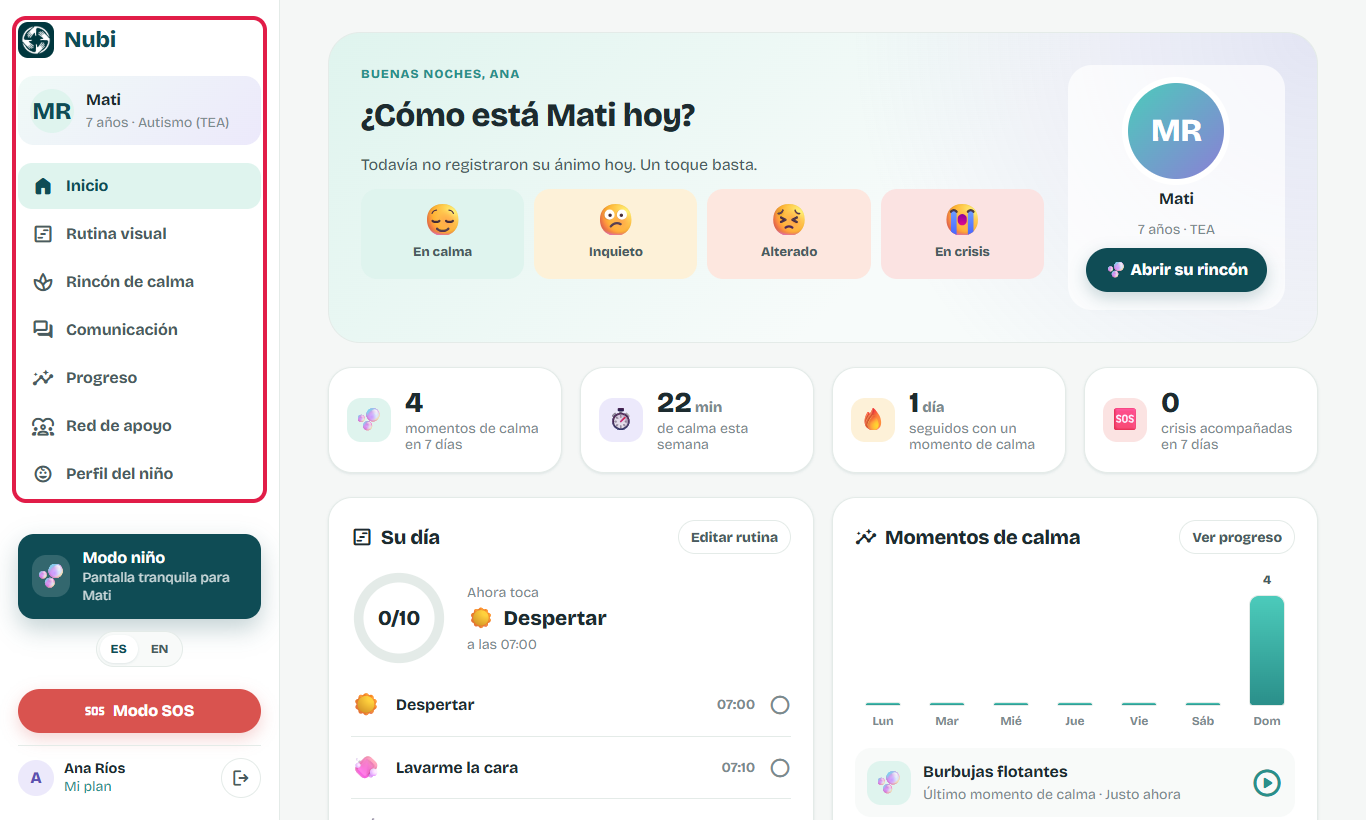 Nubi
MR
Mati
7 años · Autismo (TEA)
Inicio
Rutina visual
Rincón de calma
Comunicación
Progreso
Red de apoyo
Perfil del niño
Modo niño
Pantalla tranquila para
Mati
ES EN
SOS Modo SOS
A
Ana Ríos
Mi plan
BUENAS NOCHES, ANA
¿Cómo está Mati hoy?
Todavía no registraron su ánimo hoy. Un toque basta.
En calma
Inquieto
Alterado
En crisis
MR
Mati
7 años · TEA
Abrir su rincón
4
momentos de calma
en 7 días
22 min
de calma esta
semana
1 día
seguidos con un
momento de calma
SOS
0
crisis acompañadas
en 7 días
Su día
Editar rutina
0/10
Ahora toca
Despertar
a las 07:00
Despertar 07:00
Lavarme la cara 07:10
Momentos de calma
Ver progreso
4
Lun Mar Mié Jue Vie Sáb Dom
Burbujas flotantes
Último momento de calma · Justo ahora